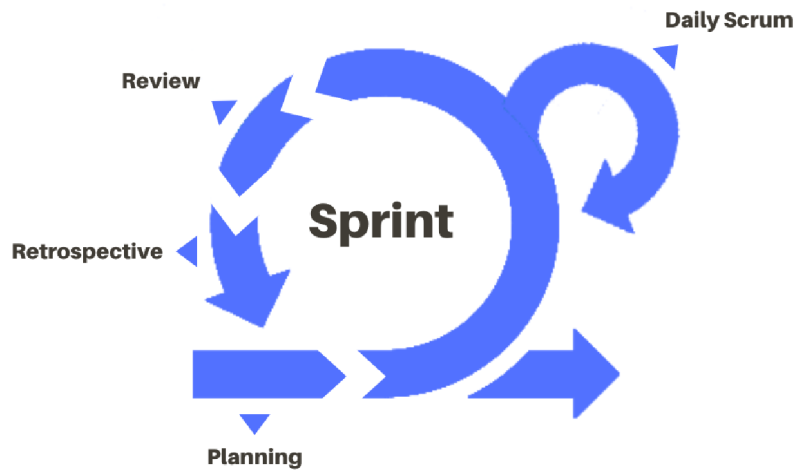 Daily Scrum
Review
Sprint
Retrospective
Planning